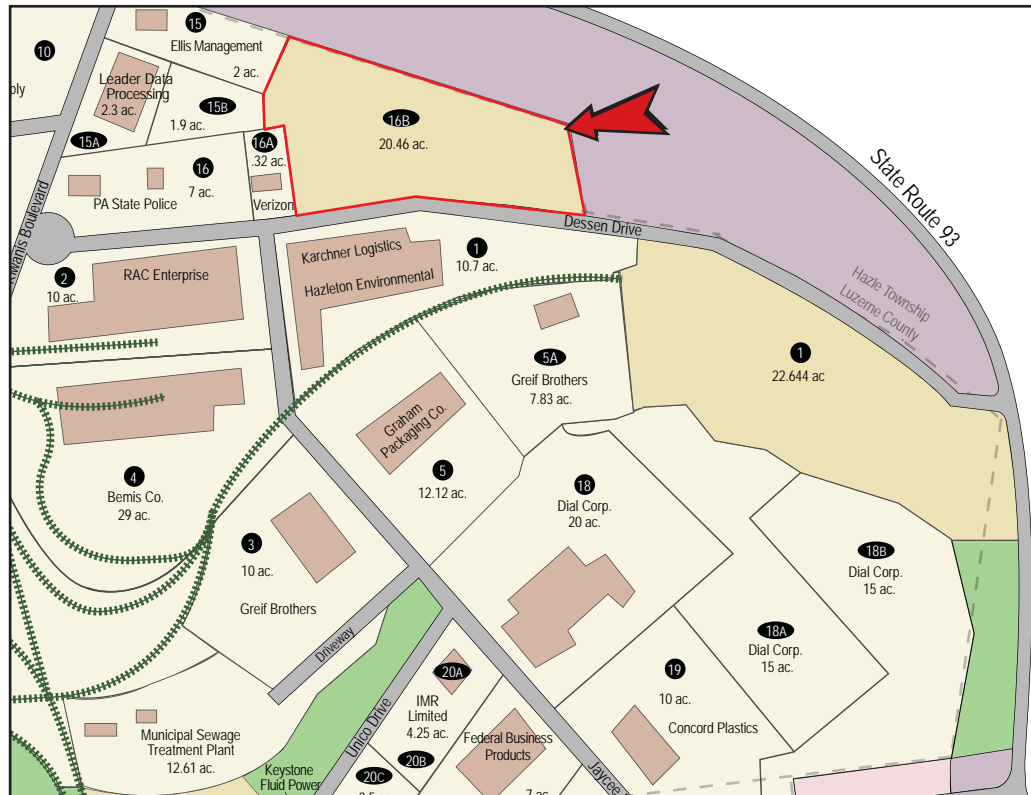 10
ply
15
Ellis Management
2 ac.
Leader Data
Processing
2.3 ac.
15A
15B
1.9 ac.
16A
.32 ac.
Verizon
16B
20.46 ac.
16
7 ac.
PA State Police
State Route 93
Kiwanis Boulevard
Dessen Drive
Hazle Township
Luzerne County
2
10 ac.
RAC Enterprise
Karchner Logistics
Hazleton Environmental
1
10.7 ac.
5A
Greif Brothers
7.83 ac.
1
22.644 ac
Graham
Packaging Co.
5
12.12 ac.
4
Bemis Co.
29 ac.
18
Dial Corp.
20 ac.
3
10 ac.
Greif Brothers
18B
Dial Corp.
15 ac.
18A
Dial Corp.
15 ac.
Driveway
19
10 ac.
Concord Plastics
20A
IMR
Limited
4.25 ac.
20B
Unico Drive
Municipal Sewage
Treatment Plant
12.61 ac.
Keystone
Fluid Power
20C
Federal Business
Products
7 ac.
Jaycee